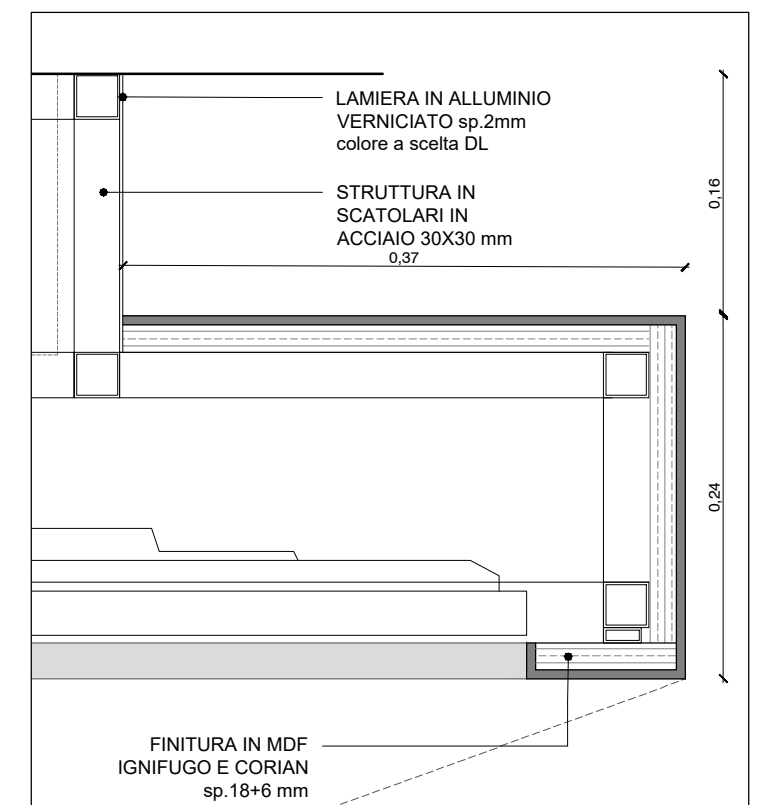 LAMIERA IN ALLUMINIO
VERNICIATO sp.2mm
colore a scelta DL
0,16
STRUTTURA IN
SCATOLARI IN
ACCIAIO 30X30 mm
0,37
0,24
FINITURA IN MDF
IGNIFUGO E CORIAN
sp.18+6 mm